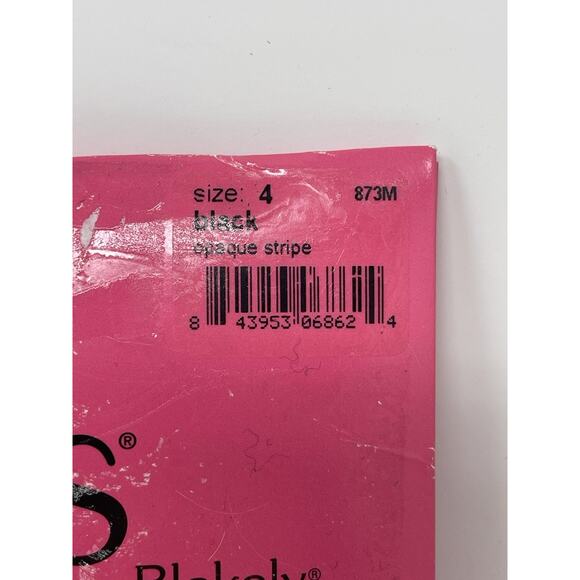 size: 4 873M
black
opaque stripe
8 43953 06862 4
S®
Blakely®